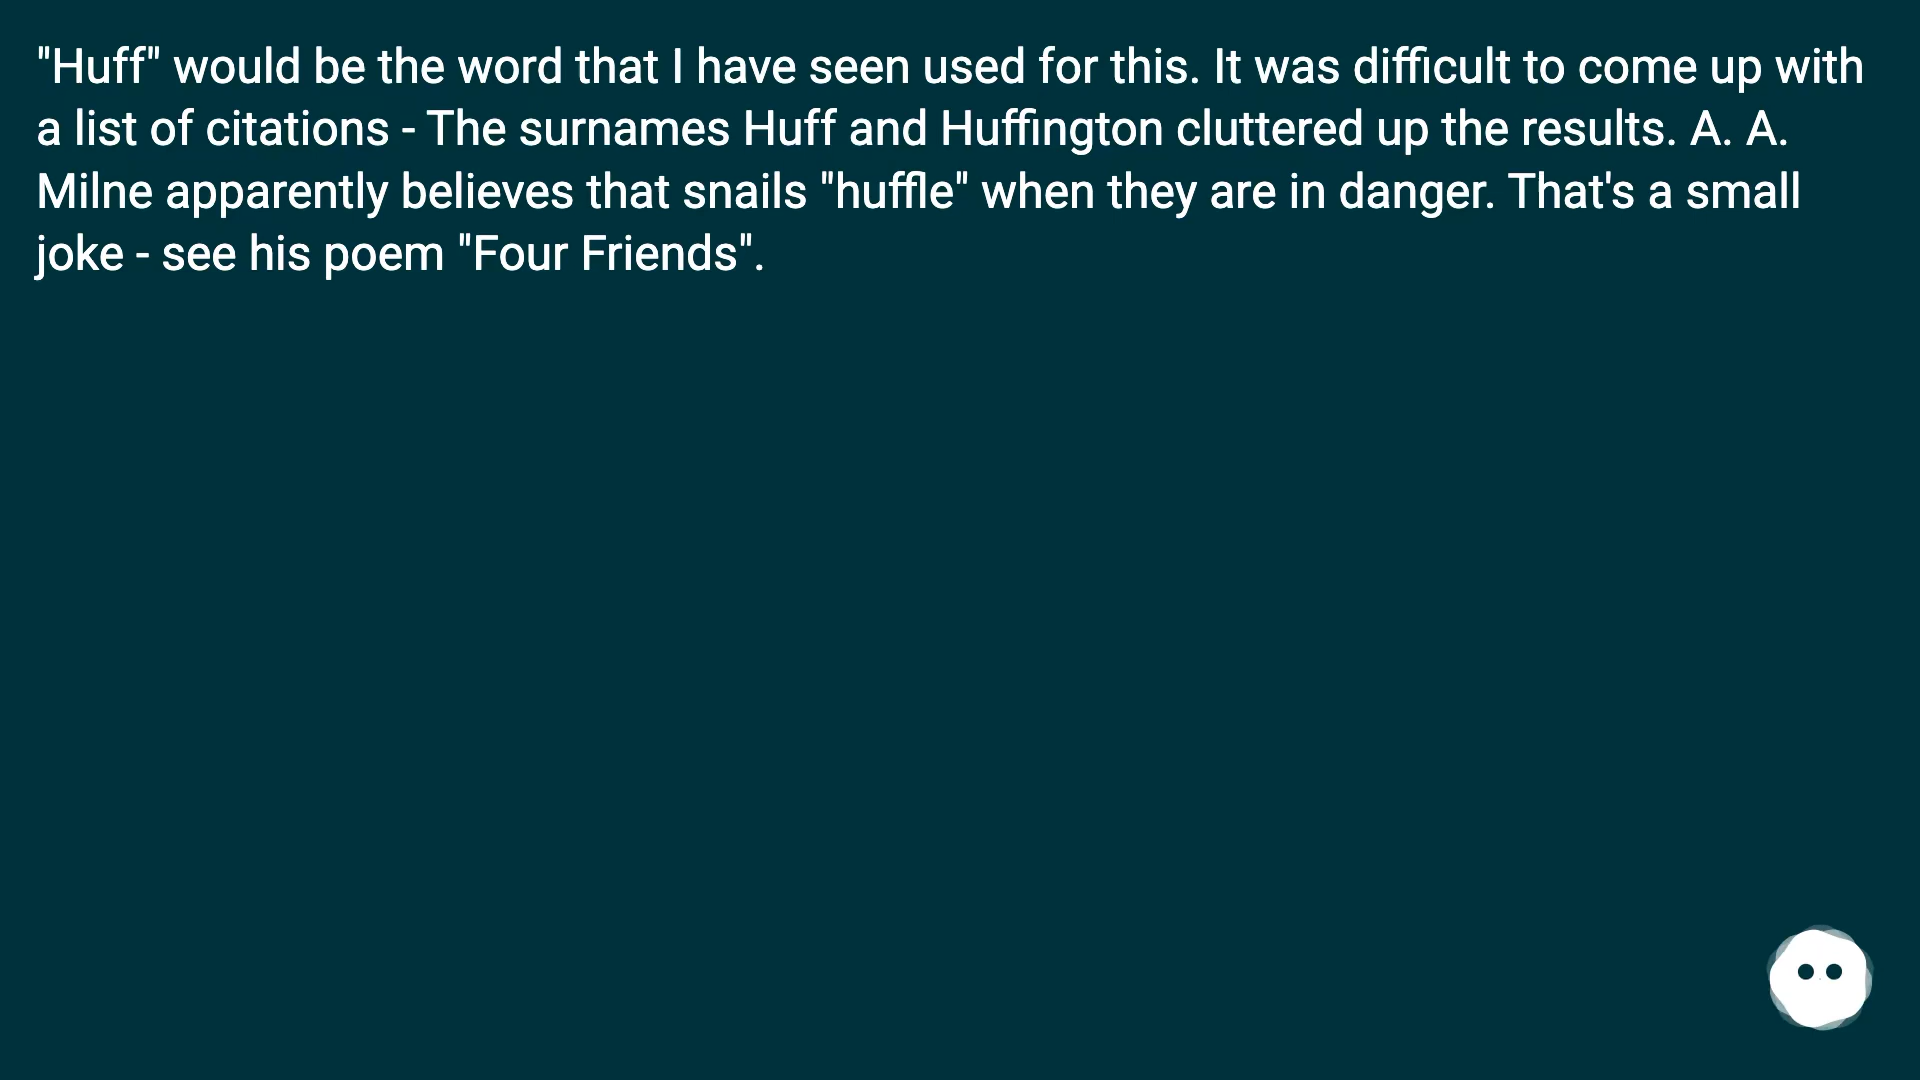 "Huff" would be the word that I have seen used for this. It was difficult to come up with
a list of citations - The surnames Huff and Huffington cluttered up the results. A. A.
Milne apparently believes that snails "huffle" when they are in danger. That's a small
joke - see his poem "Four Friends".